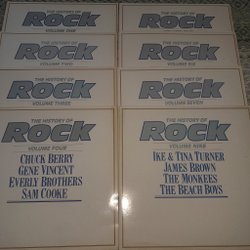 THE HISTORY OF
ROCK
VOLUME ONE
THE HISTORY OF
ROCK
THE HISTORY OF
ROCK
VOLUME TWO
THE HISTORY OF
ROCK
VOLUME SIX
THE HISTORY OF
ROCK
VOLUME THREE
THE HISTORY OF
ROCK
VOLUME SEVEN
THE HISTORY OF
ROCK
VOLUME FOUR
CHUCK BERRY
GENE VINCENT
EVERLY BROTHERS
SAM COOKE
THE HISTORY OF
ROCK
VOLUME NINE
IKE & TINA TURNER
JAMES BROWN
THE MONKEES
THE BEACH BOYS